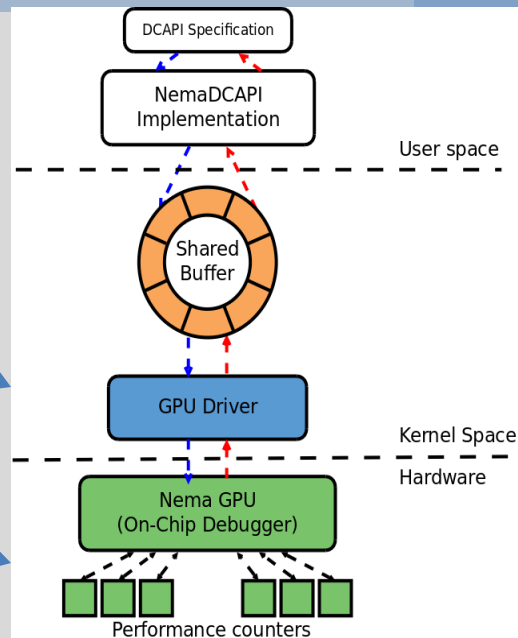 DCAPI Specification
NemaDCAPI
Implementation
User space
Shared
Buffer
GPU Driver
Kernel Space
Hardware
Nema GPU
(On-Chip Debugger)
Performance counters